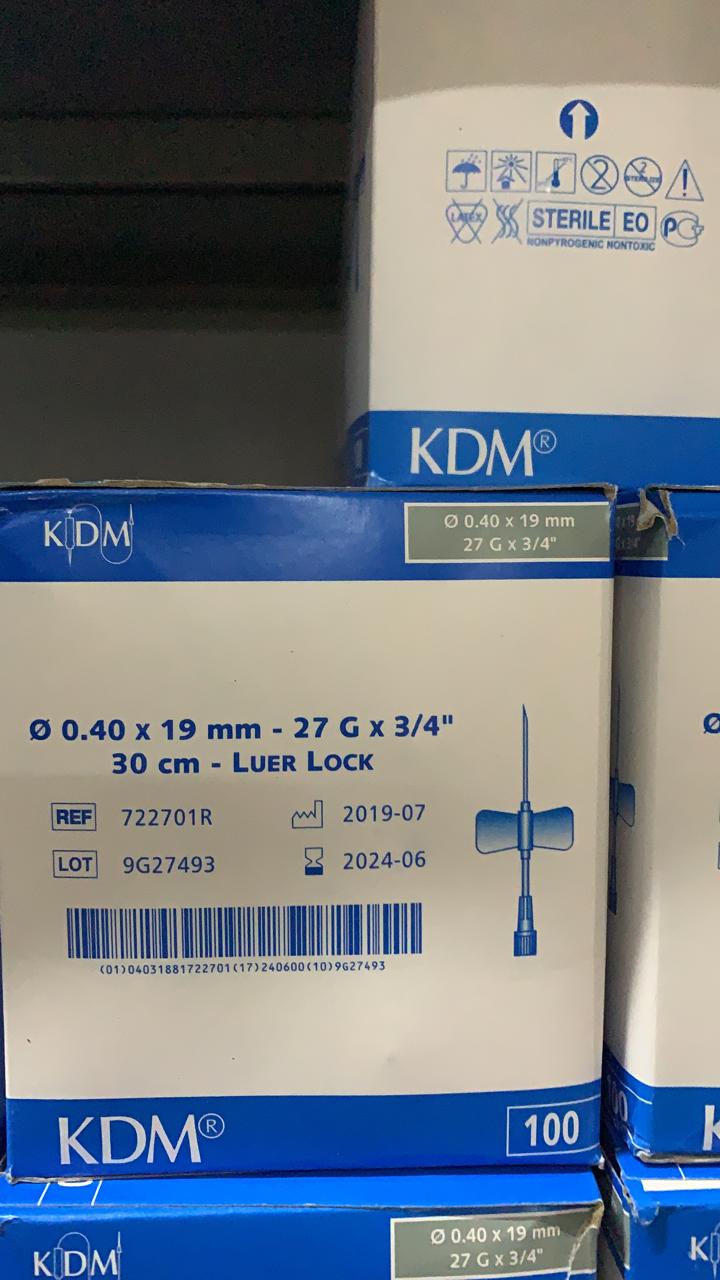 LATEX
STERILE EO
NONPYROGENIC NONTOXIC
KDM®
KDM
Ø 0.40 x 19 mm
27 G x 3/4"
Ø 0.40 x 19 mm - 27 G x 3/4"
30 cm - LUER LOCK
REF 722701R 2019-07
LOT 9G27493 2024-06
(01)04031881722701(17)240600(10)9G27493
KDM® 100
KDM
Ø 0.40 x 19 mm
27 G x 3/4"